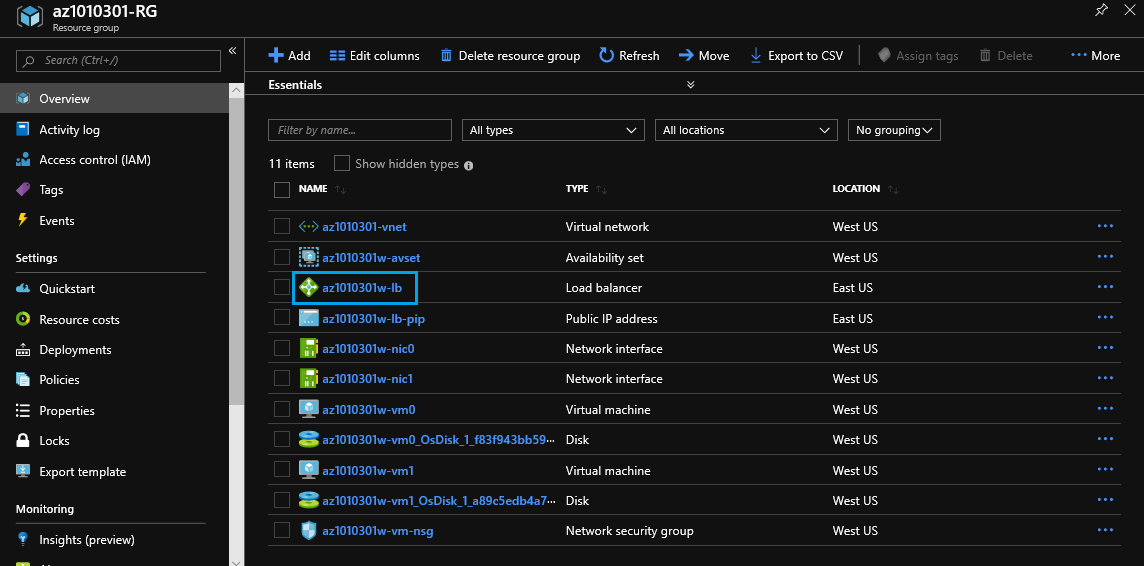 az1010301-RG
Resource group
Search (Ctrl+/)
Overview
Activity log
Access control (IAM)
Tags
Events
Settings
Quickstart
Resource costs
Deployments
Policies
Properties
Locks
Export template
Monitoring
Insights (preview)
Add Edit columns Delete resource group Refresh Move Export to CSV Assign tags Delete ••• More
Essentials
Filter by name... All types All locations No grouping
11 items Show hidden types
NAME TYPE LOCATION
az1010301-vnet Virtual network West US •••
az1010301w-avset Availability set West US •••
az1010301w-lb Load balancer East US •••
az1010301w-lb-pip Public IP address East US •••
az1010301w-nic0 Network interface West US •••
az1010301w-nic1 Network interface West US •••
az1010301w-vm0 Virtual machine West US •••
az1010301w-vm0_OsDisk_1_f83f943bb59··· Disk West US •••
az1010301w-vm1 Virtual machine West US •••
az1010301w-vm1_OsDisk_1_a89c5edb4a7··· Disk West US •••
az1010301w-vm-nsg Network security group West US •••